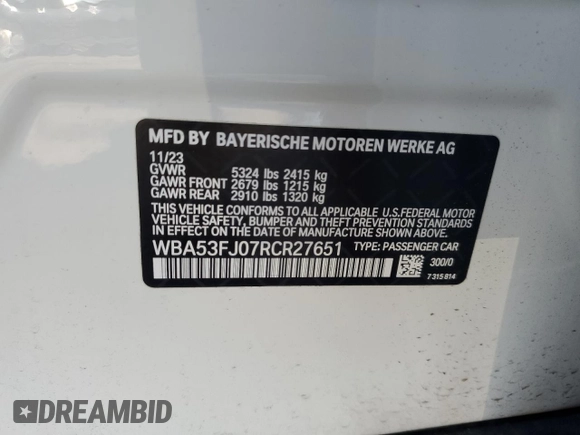 MFD BY BAYERISCHE MOTOREN WERKE AG
11/23
GVWR 5324 lbs 2415 kg
GAWR FRONT 2679 lbs 1215 kg
GAWR REAR 2910 lbs 1320 kg
THIS VEHICLE CONFORMS TO ALL APPLICABLE U.S.FEDERAL MOTOR
VEHICLE SAFETY, BUMPER AND THEFT PREVENTION STANDARDS
IN EFFECT ON THE DATE OF MANUFACTURE SHOWN ABOVE.
WBA53FJ07RCR27651 TYPE: PASSENGER CAR
300/0
7 315 814
DREAMBID